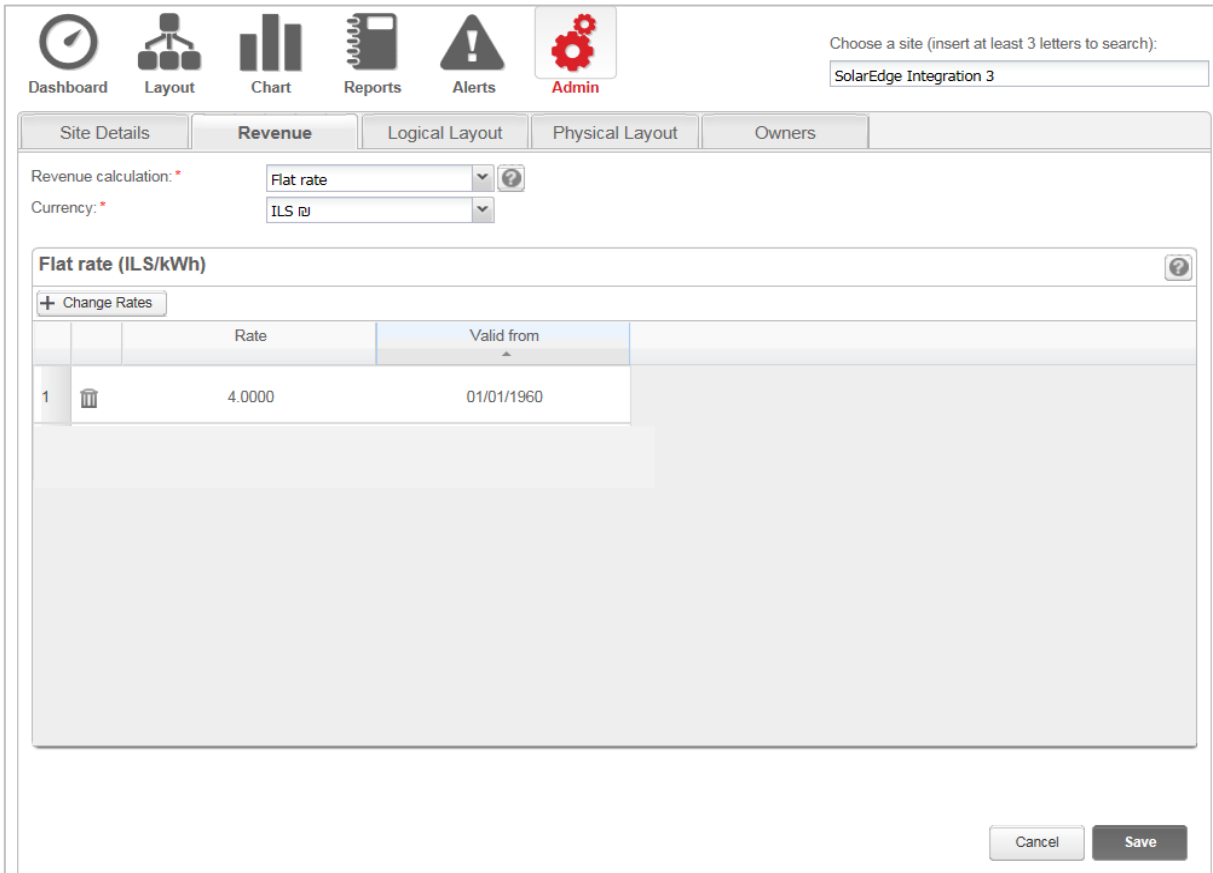 Choose a site (insert at least 3 letters to search):
SolarEdge Integration 3
Dashboard Layout Chart Reports Alerts Admin
Site Details Revenue Logical Layout Physical Layout Owners
Revenue calculation: * Flat rate ?
Currency: * ILS ₪
Flat rate (ILS/kWh) ?
+ Change Rates
Rate Valid from
1 4.0000 01/01/1960
Cancel Save